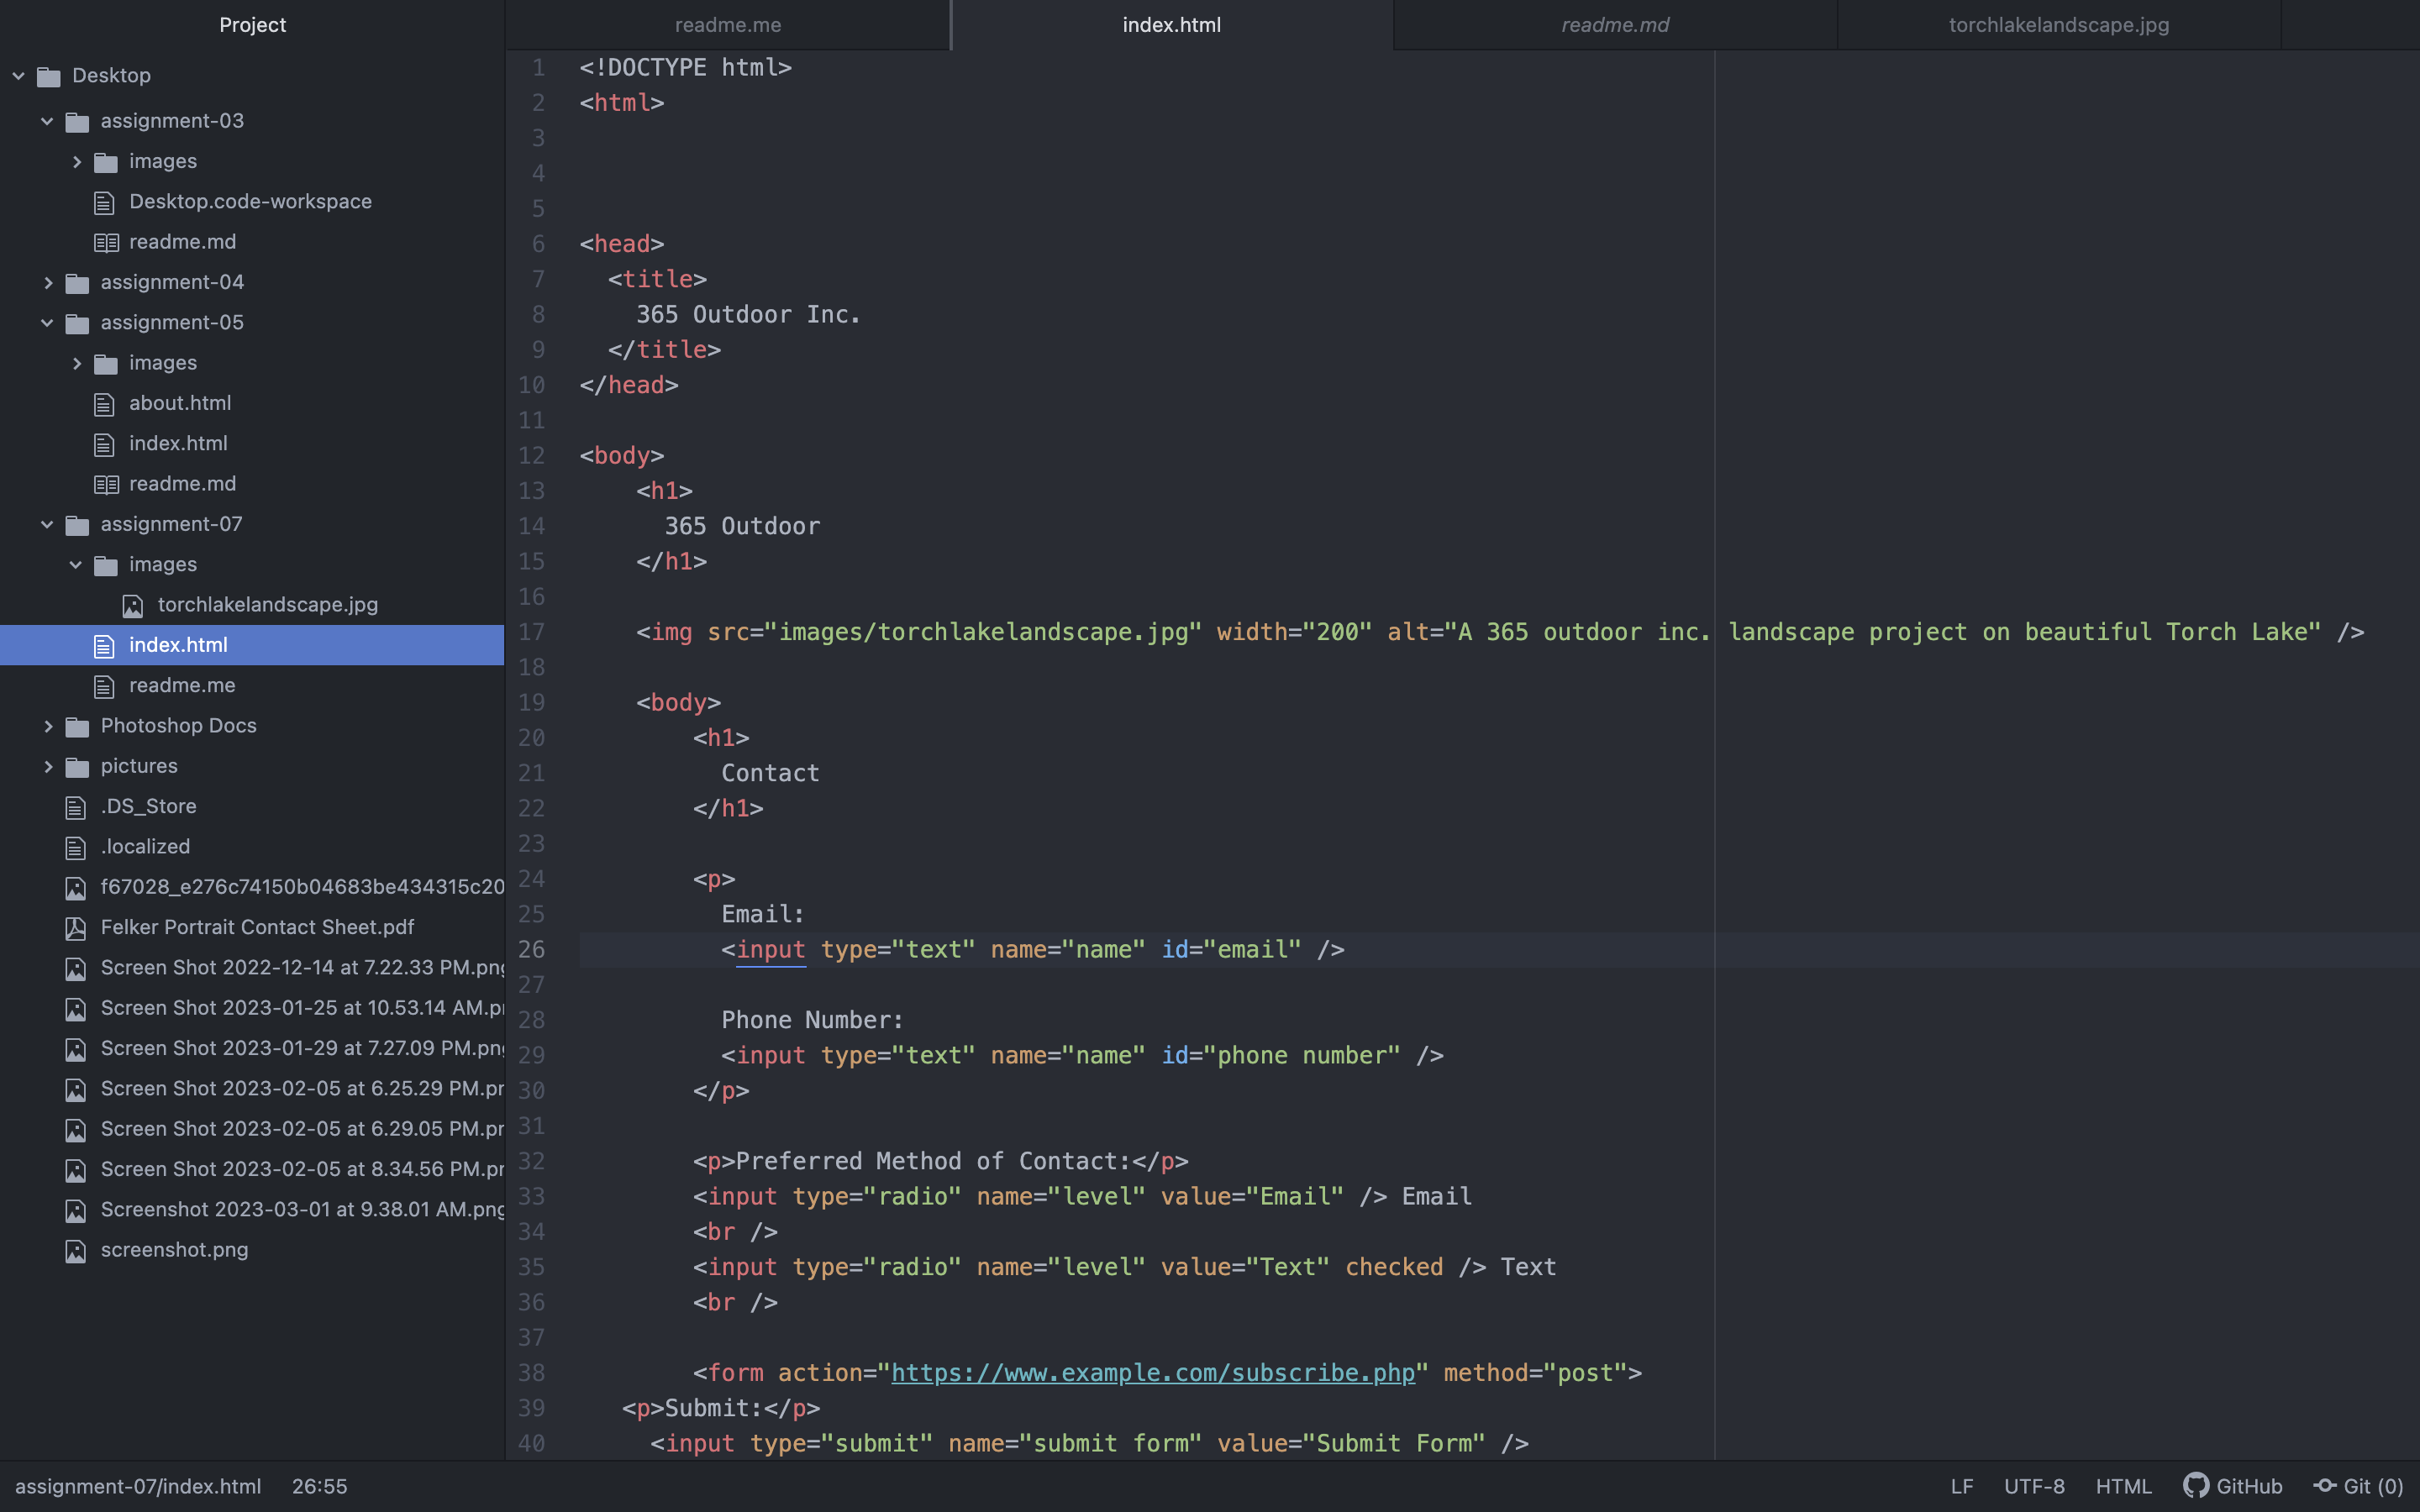 Project
Desktop
assignment-03
images
Desktop.code-workspace
readme.md
assignment-04
assignment-05
images
about.html
index.html
readme.md
assignment-07
images
torchlakelandscape.jpg
index.html
readme.me
Photoshop Docs
pictures
.DS_Store
.localized
f67028_e276c74150b04683be434315c20
Felker Portrait Contact Sheet.pdf
Screen Shot 2022-12-14 at 7.22.33 PM.png
Screen Shot 2023-01-25 at 10.53.14 AM.pn
Screen Shot 2023-01-29 at 7.27.09 PM.png
Screen Shot 2023-02-05 at 6.25.29 PM.pn
Screen Shot 2023-02-05 at 6.29.05 PM.pn
Screen Shot 2023-02-05 at 8.34.56 PM.pn
Screenshot 2023-03-01 at 9.38.01 AM.png
screenshot.png
readme.me index.html readme.md torchlakelandscape.jpg
1 <!DOCTYPE html>
2 <html>
3
4
5
6 <head>
7 <title>
8 365 Outdoor Inc.
9 </title>
10 </head>
11
12 <body>
13 <h1>
14 365 Outdoor
15 </h1>
16
17 <img src="images/torchlakelandscape.jpg" width="200" alt="A 365 outdoor inc. landscape project on beautiful Torch Lake" />
18
19 <body>
20 <h1>
21 Contact
22 </h1>
23
24 <p>
25 Email:
26 <input type="text" name="name" id="email" />
27
28 Phone Number:
29 <input type="text" name="name" id="phone number" />
30 </p>
31
32 <p>Preferred Method of Contact:</p>
33 <input type="radio" name="level" value="Email" /> Email
34 <br />
35 <input type="radio" name="level" value="Text" checked /> Text
36 <br />
37
38 <form action="https://www.example.com/subscribe.php" method="post">
39 <p>Submit:</p>
40 <input type="submit" name="submit form" value="Submit Form" />
assignment-07/index.html 26:55 LF UTF-8 HTML GitHub Git (0)